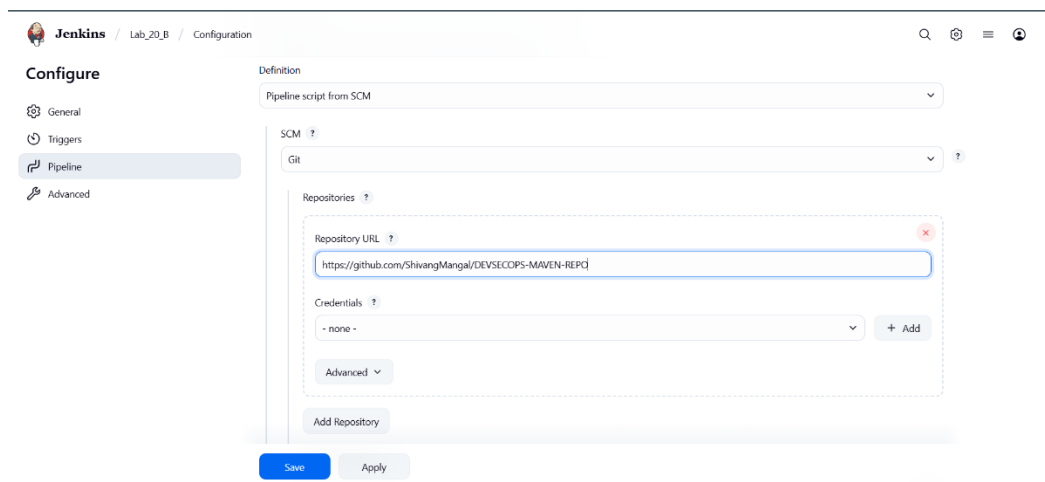 Jenkins / Lab_20_B / Configuration
Configure
General
Triggers
Pipeline
Advanced
Definition
Pipeline script from SCM
SCM ?
Git
?
Repositories ?
×
Repository URL ?
https://github.com/ShivangMangal/DEVSECOPS-MAVEN-REPO
Credentials ?
- none -
+ Add
Advanced
Add Repository
Save
Apply